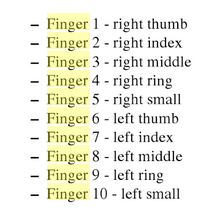 – Finger 1 - right thumb
– Finger 2 - right index
– Finger 3 - right middle
– Finger 4 - right ring
– Finger 5 - right small
– Finger 6 - left thumb
– Finger 7 - left index
– Finger 8 - left middle
– Finger 9 - left ring
– Finger 10 - left small